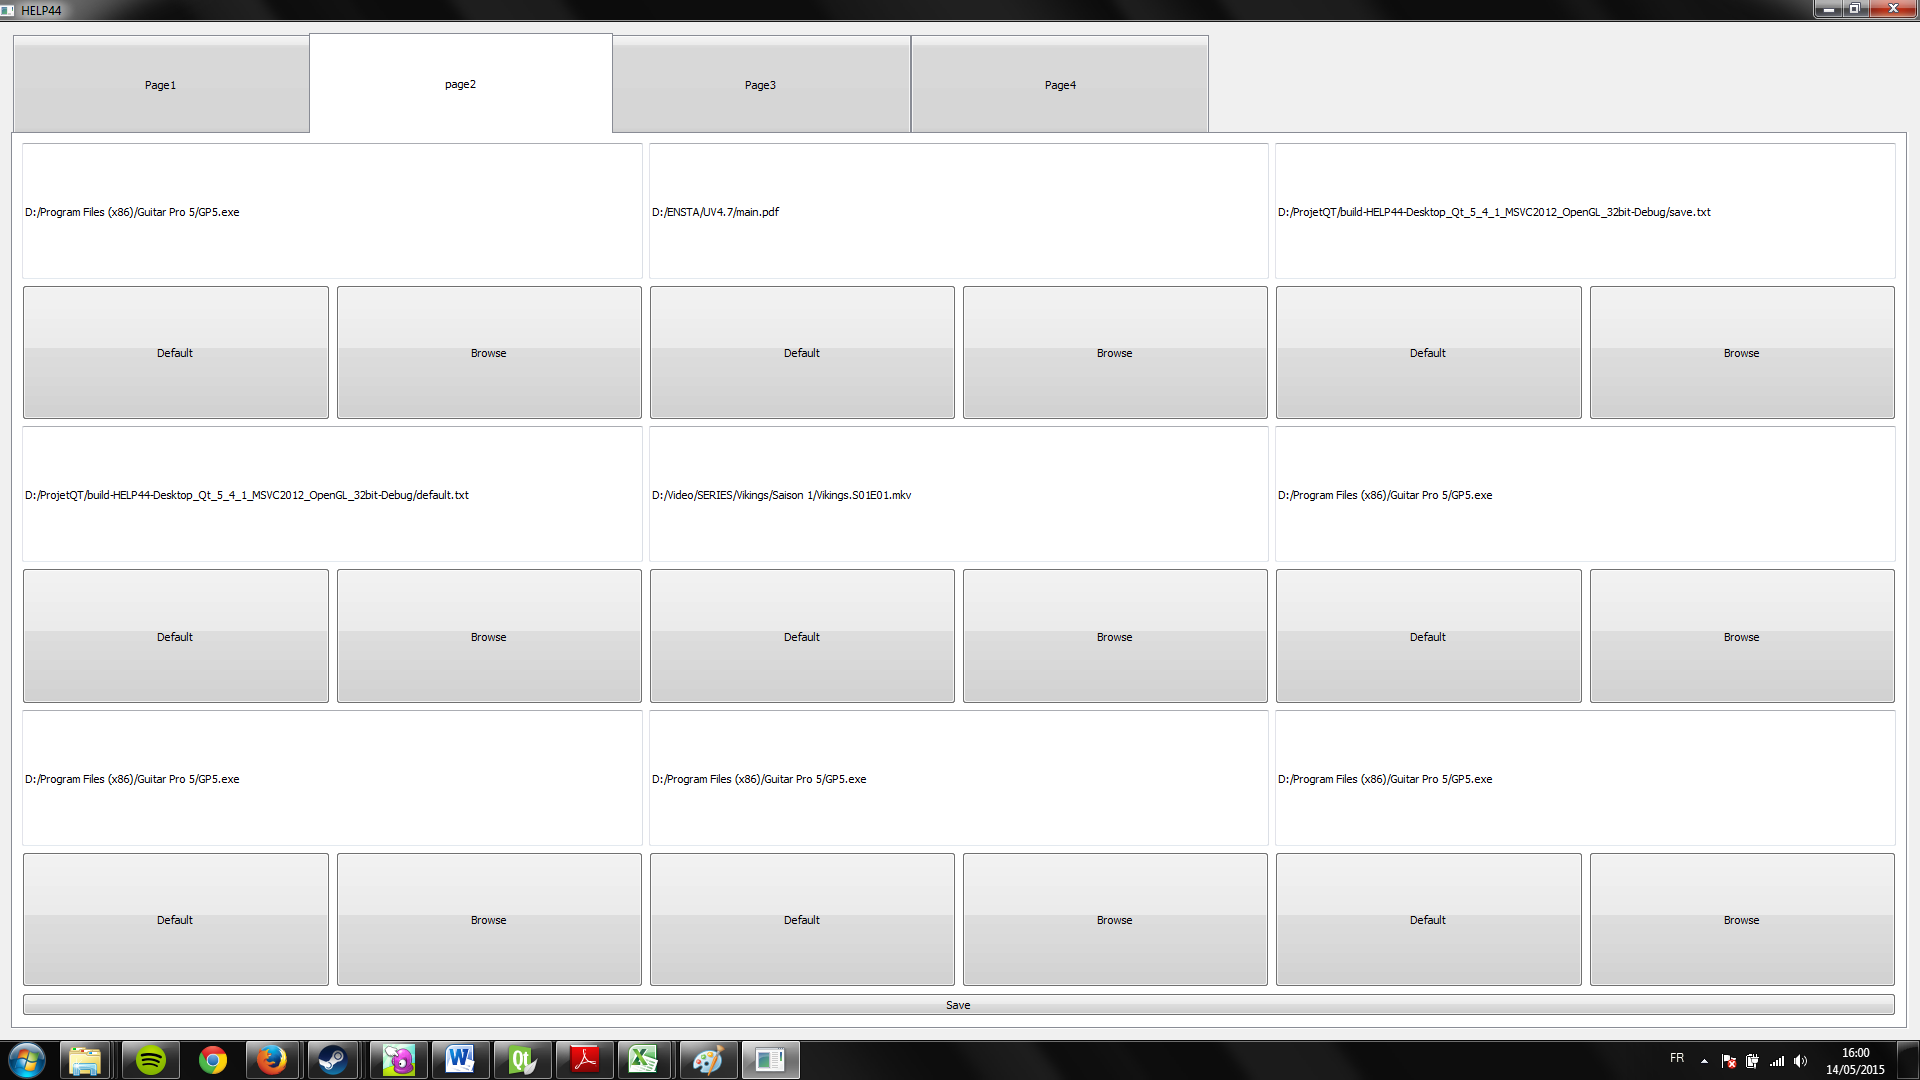 HELP44
Page1
page2
Page3
Page4
D:/Program Files (x86)/Guitar Pro 5/GP5.exe
D:/ENSTA/UV4.7/main.pdf
D:/ProjetQT/build-HELP44-Desktop_Qt_5_4_1_MSVC2012_OpenGL_32bit-Debug/save.txt
Default
Browse
Default
Browse
Default
Browse
D:/ProjetQT/build-HELP44-Desktop_Qt_5_4_1_MSVC2012_OpenGL_32bit-Debug/default.txt
D:/Video/SERIES/Vikings/Saison 1/Vikings.S01E01.mkv
D:/Program Files (x86)/Guitar Pro 5/GP5.exe
Default
Browse
Default
Browse
Default
Browse
D:/Program Files (x86)/Guitar Pro 5/GP5.exe
D:/Program Files (x86)/Guitar Pro 5/GP5.exe
D:/Program Files (x86)/Guitar Pro 5/GP5.exe
Default
Browse
Default
Browse
Default
Browse
Save
FR
16:00
14/05/2015